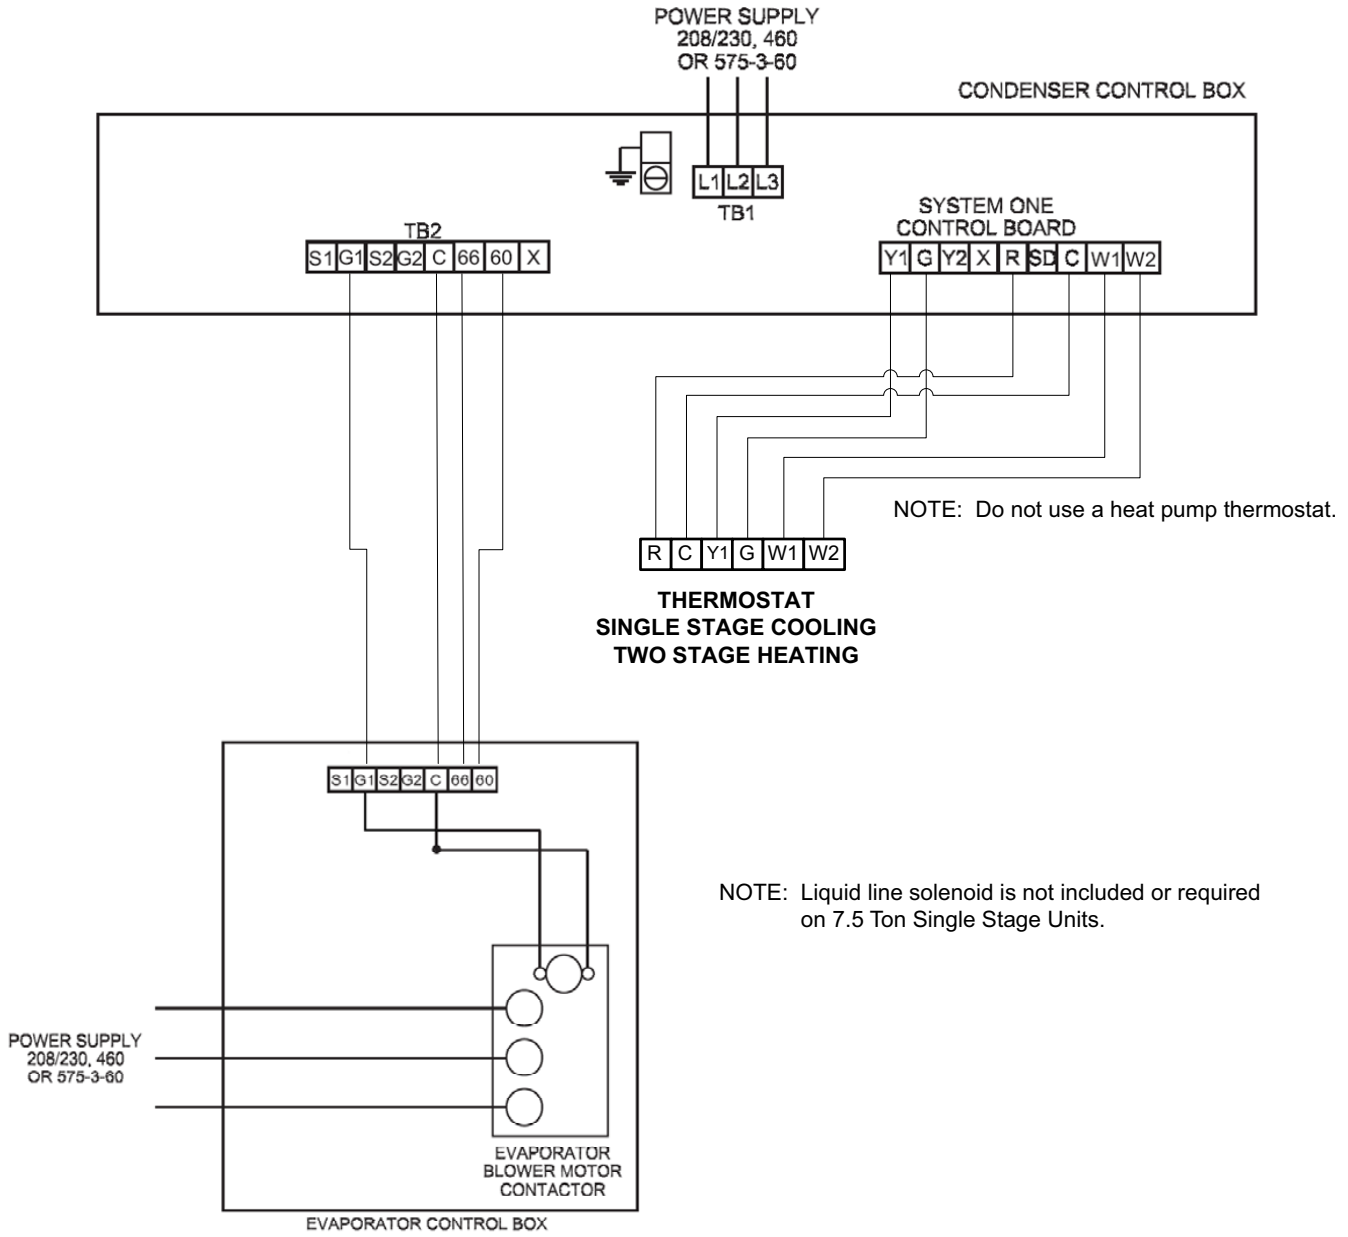 POWER SUPPLY
208/230, 460
OR 575-3-60
CONDENSER CONTROL BOX
L1 L2 L3
TB1
SYSTEM ONE
CONTROL BOARD
TB2
S1 G1 S2 G2 C 66 60 X
Y1 G Y2 X R SD C W1 W2
NOTE: Do not use a heat pump thermostat.
R C Y1 G W1 W2
THERMOSTAT
SINGLE STAGE COOLING
TWO STAGE HEATING
S1 G1 S2 G2 C 66 60
NOTE: Liquid line solenoid is not included or required
on 7.5 Ton Single Stage Units.
POWER SUPPLY
208/230, 460
OR 575-3-60
EVAPORATOR
BLOWER MOTOR
CONTACTOR
EVAPORATOR CONTROL BOX